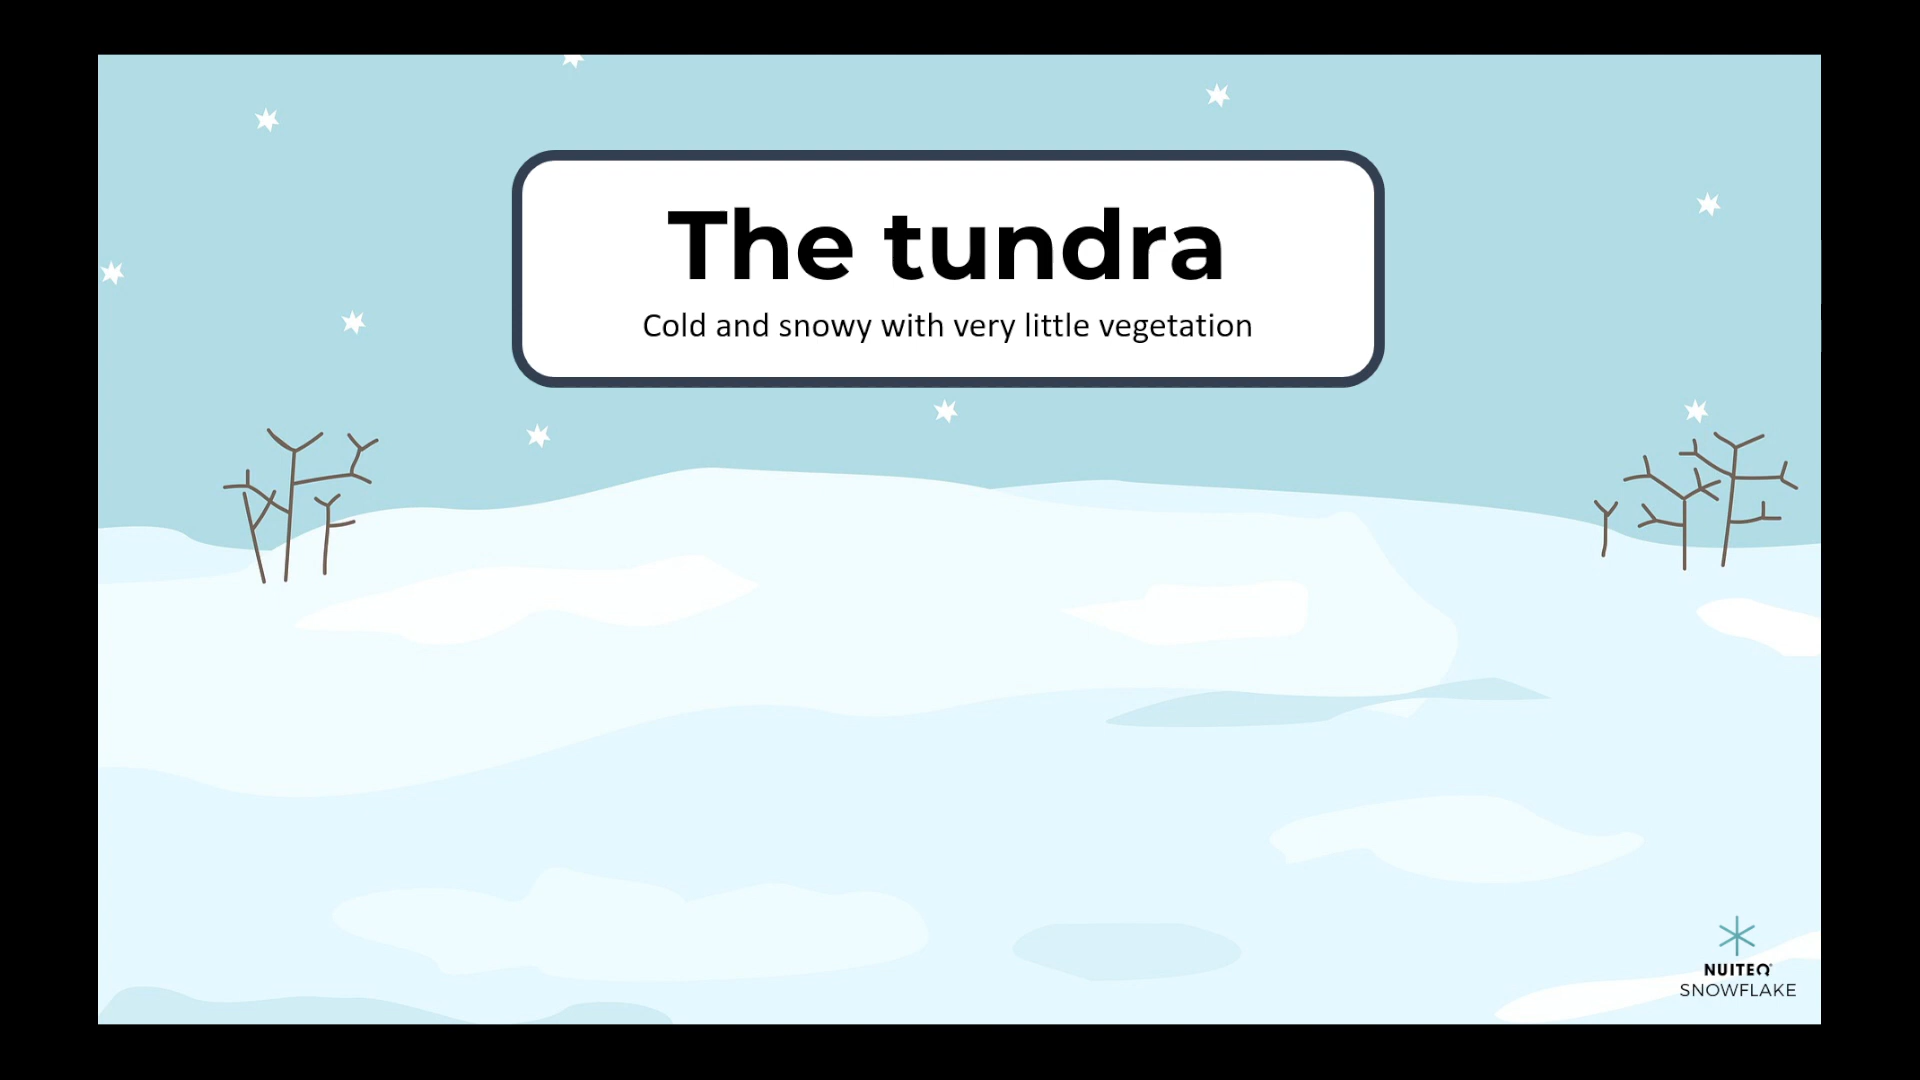 The tundra
Cold and snowy with very little vegetation
NUITEQ
SNOWFLAKE